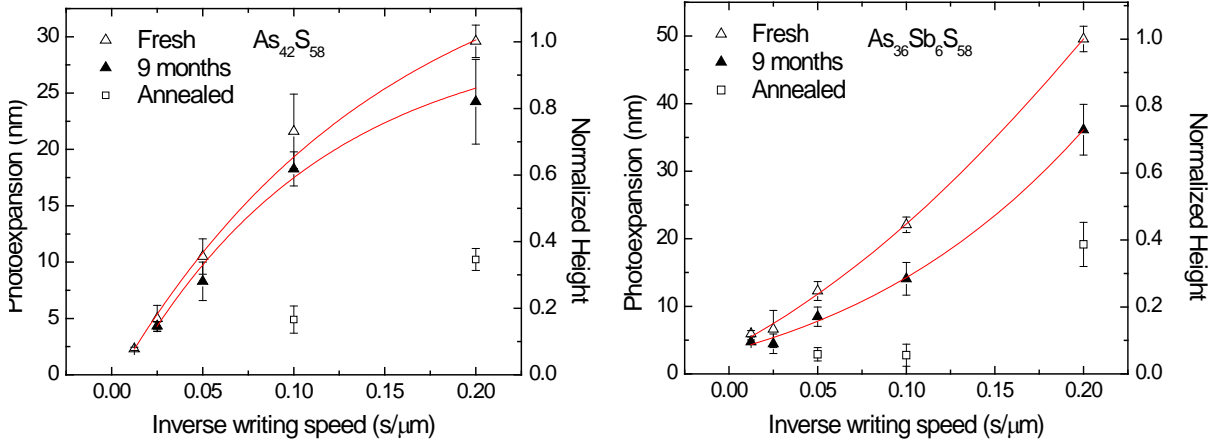 30
25
20
15
10
5
0
Photoexpansion (nm)
Fresh
9 months
Annealed
As42S58
1.0
0.8
0.6
0.4
0.2
0.0
Normalized Height
0.00 0.05 0.10 0.15 0.20
Inverse writing speed (s/μm)
50
40
30
20
10
0
Photoexpansion (nm)
Fresh
9 months
Annealed
As36Sb6S58
1.0
0.8
0.6
0.4
0.2
0.0
Normalized Height
0.00 0.05 0.10 0.15 0.20
Inverse writing speed (s/μm)